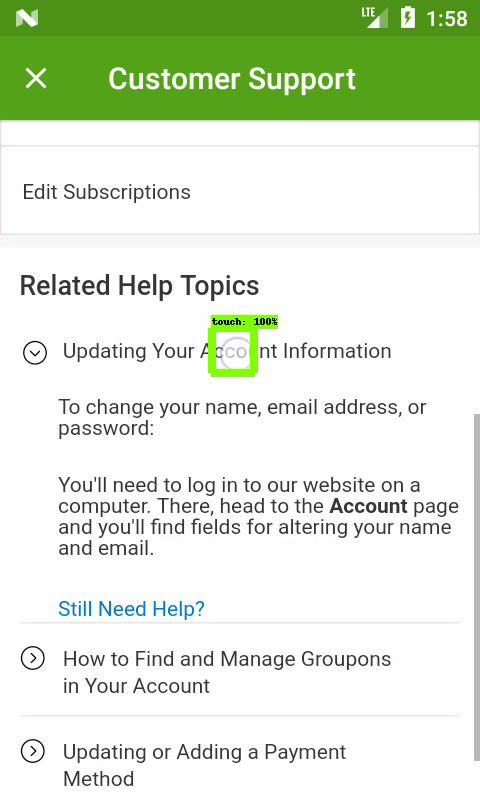 LTE 1:58
Customer Support
Edit Subscriptions
Related Help Topics
touch: 100%
Updating Your Account Information
To change your name, email address, or
password:
You'll need to log in to our website on a
computer. There, head to the Account page
and you'll find fields for altering your name
and email.
Still Need Help?
How to Find and Manage Groupons
in Your Account
Updating or Adding a Payment
Method